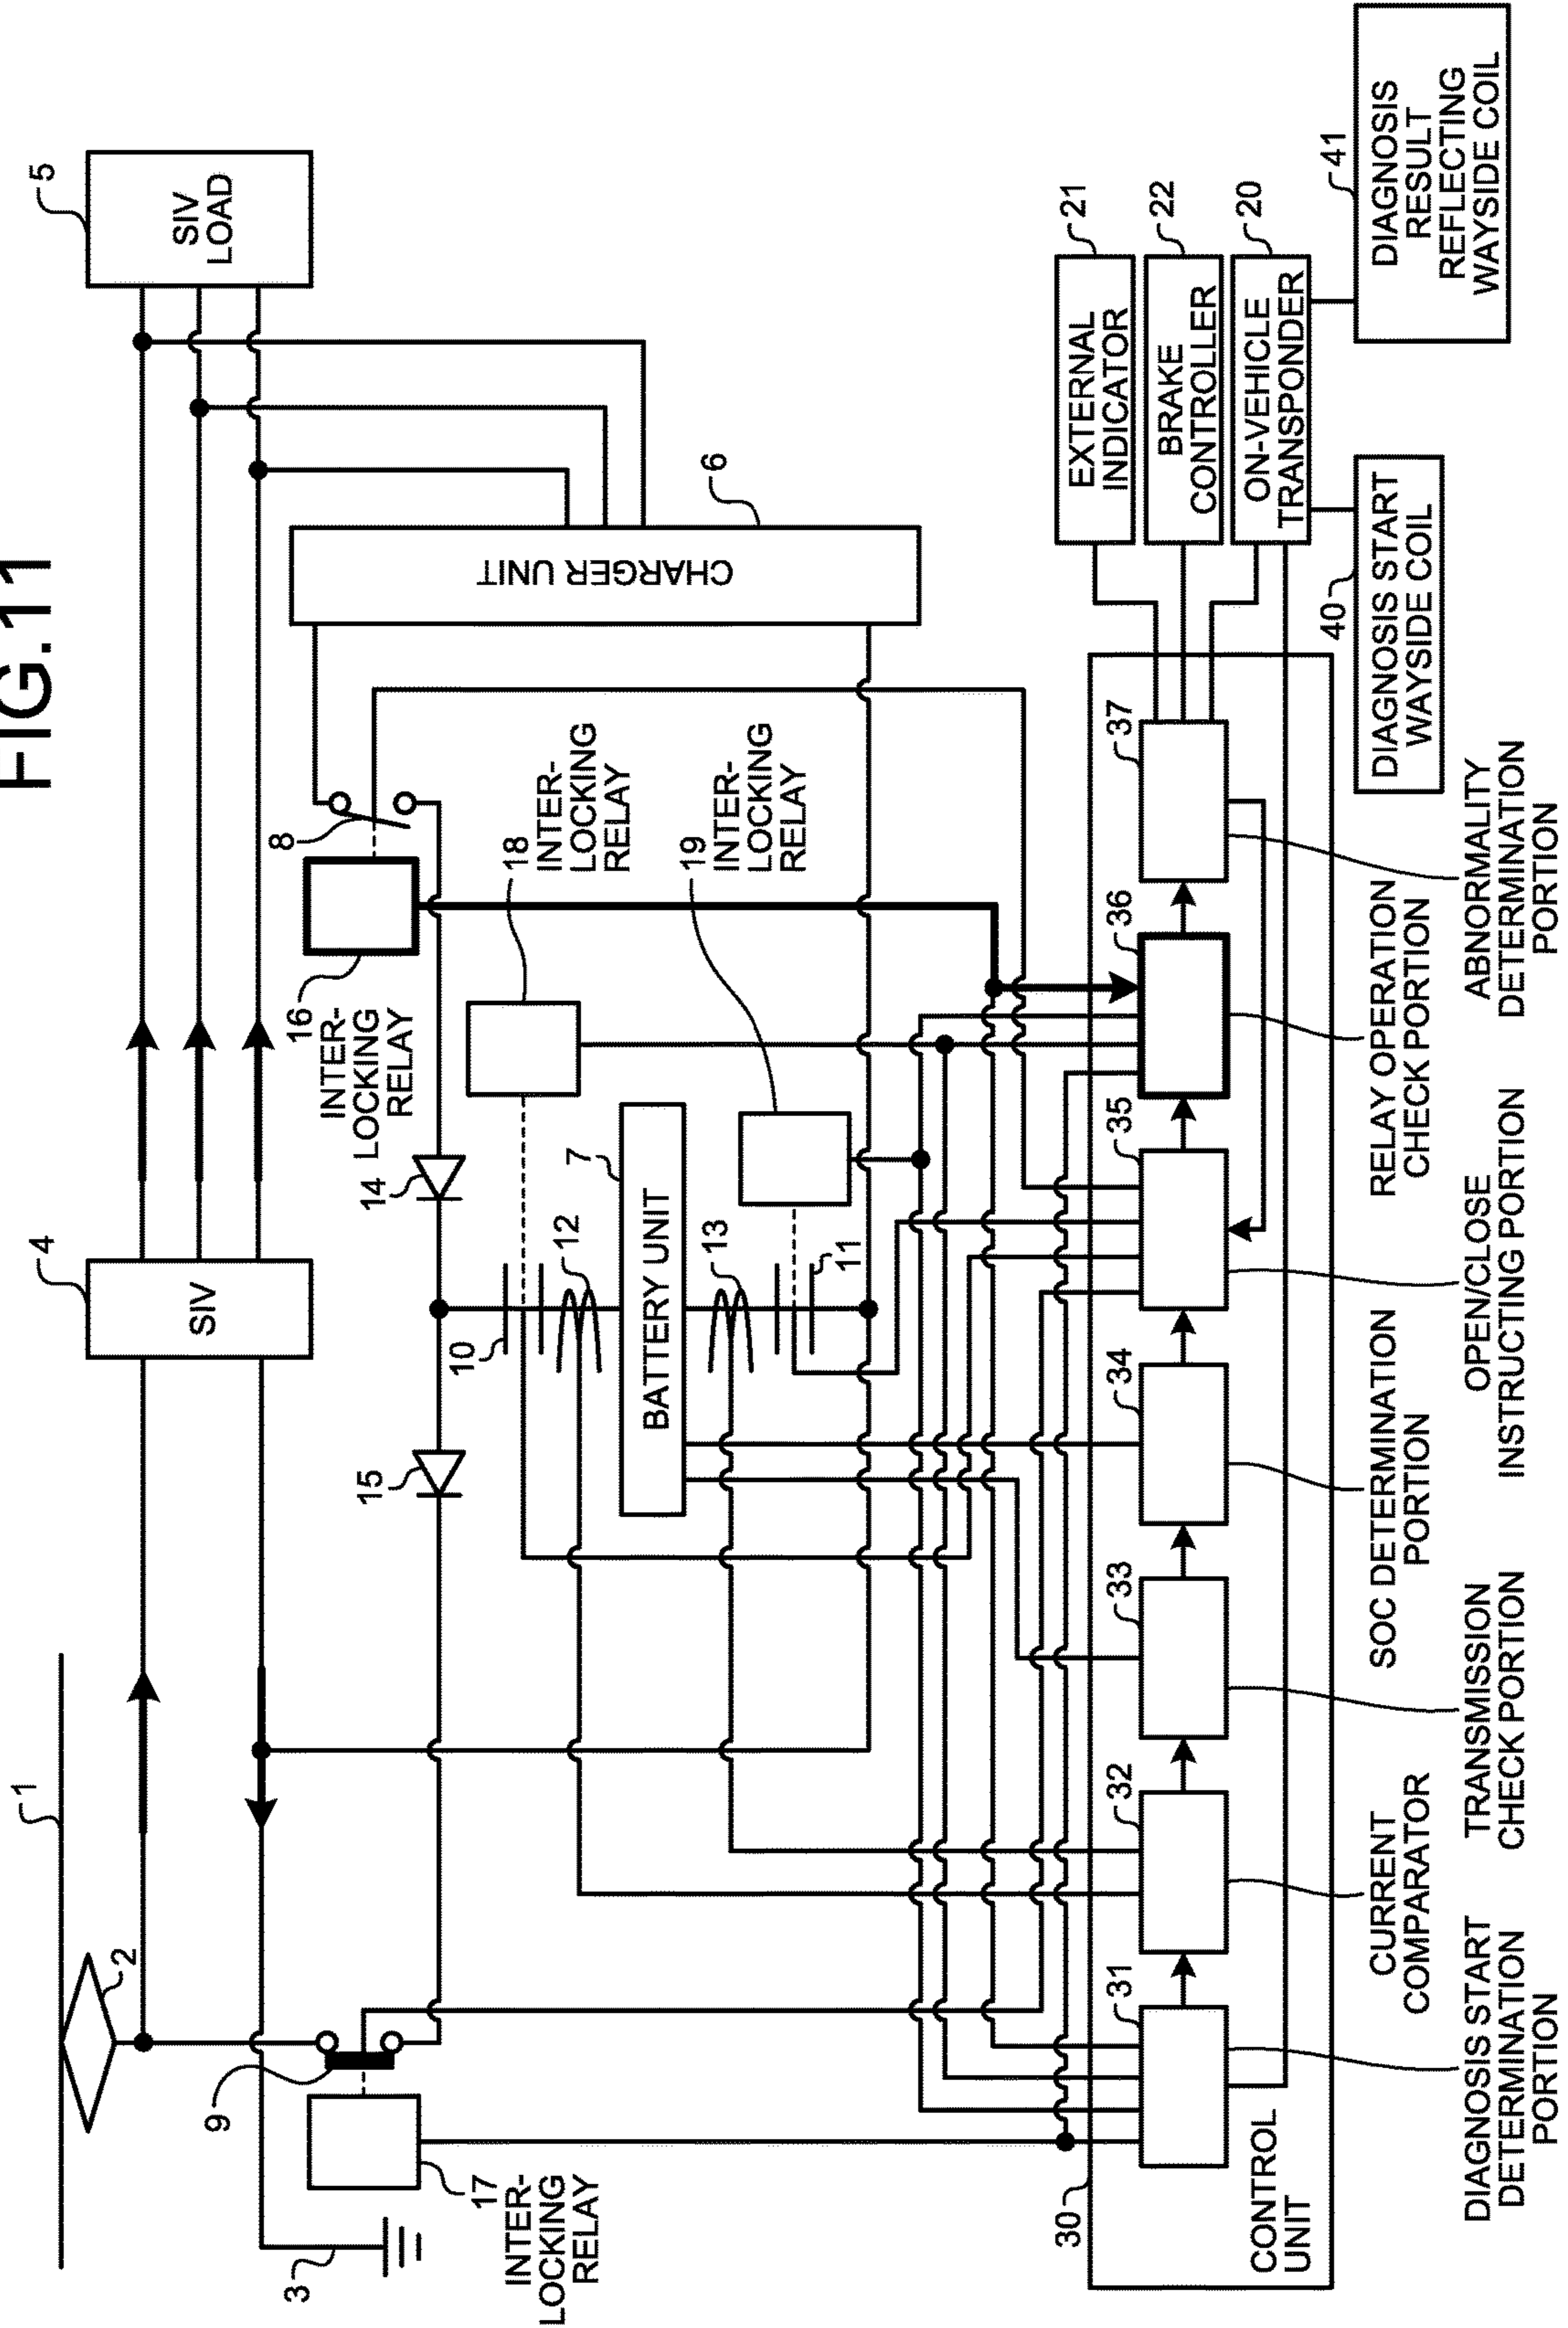 FIG.11
1
2
3
4
SIV
5
SIV
LOAD
6
CHARGER UNIT
7
BATTERY UNIT
8
9
10
11
12
13
14
15
16
INTER-
LOCKING
RELAY
17
INTER-
LOCKING
RELAY
18
INTER-
LOCKING
RELAY
19
INTER-
LOCKING
RELAY
21
EXTERNAL
INDICATOR
22
BRAKE
CONTROLLER
20
ON-VEHICLE
TRANSPONDER
40
DIAGNOSIS START
WAYSIDE COIL
41
DIAGNOSIS
RESULT
REFLECTING
WAYSIDE COIL
30
CONTROL
UNIT
31
DIAGNOSIS START
DETERMINATION
PORTION
32
CURRENT
COMPARATOR
33
TRANSMISSION
CHECK PORTION
34
SOC DETERMINATION
PORTION
35
OPEN/CLOSE
INSTRUCTING PORTION
36
RELAY OPERATION
CHECK PORTION
37
ABNORMALITY
DETERMINATION
PORTION